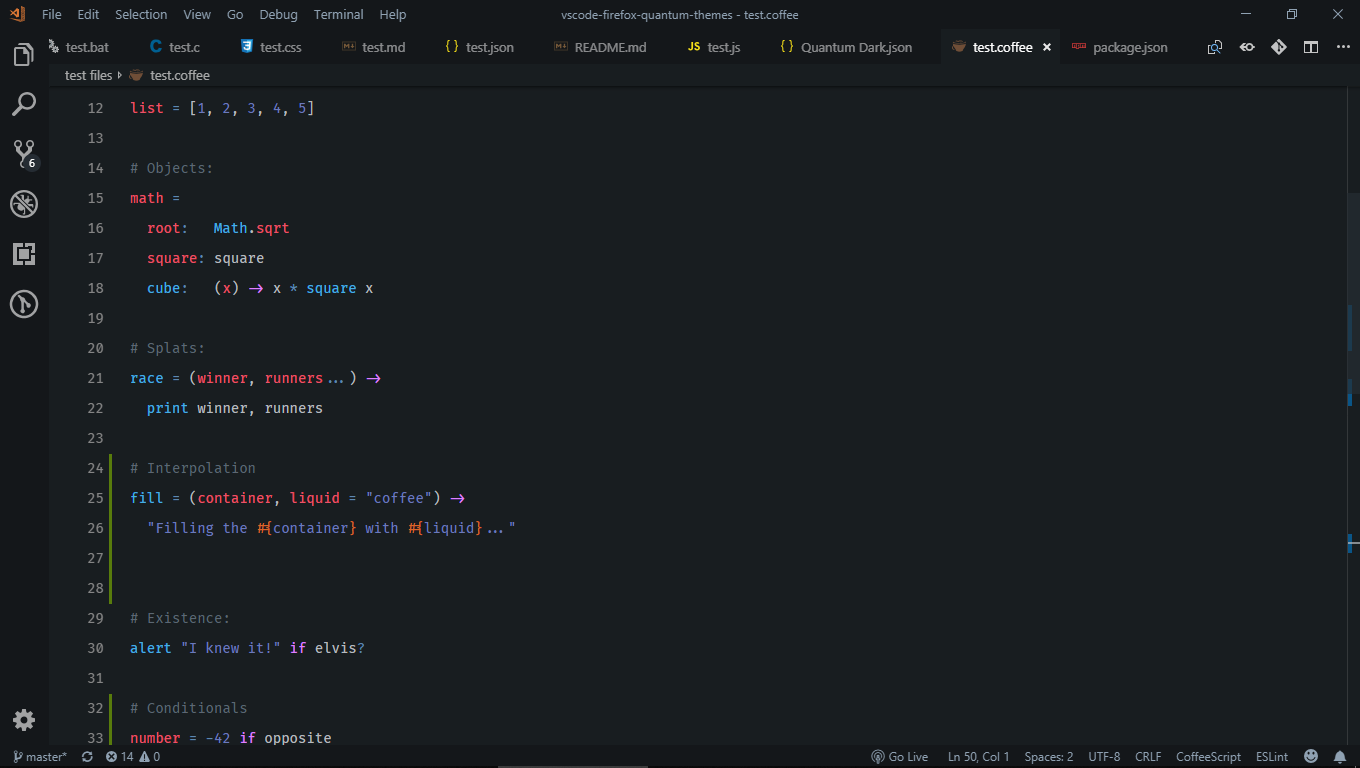 File Edit Selection View Go Debug Terminal Help vscode-firefox-quantum-themes - test.coffee
test.bat C test.c 3 test.css test.md {} test.json README.md JS test.js {} Quantum Dark.json test.coffee × package.json
test files test.coffee
12 list = [1, 2, 3, 4, 5]
13
14 # Objects:
15 math =
16 root: Math.sqrt
17 square: square
18 cube: (x) -> x * square x
19
20 # Splats:
21 race = (winner, runners...) ->
22 print winner, runners
23
24 # Interpolation
25 fill = (container, liquid = "coffee") ->
26 "Filling the #{container} with #{liquid}..."
27
28
29 # Existence:
30 alert "I knew it!" if elvis?
31
32 # Conditionals
33 number = -42 if opposite
6
master* 14 0 Go Live Ln 50, Col 1 Spaces: 2 UTF-8 CRLF CoffeeScript ESLint